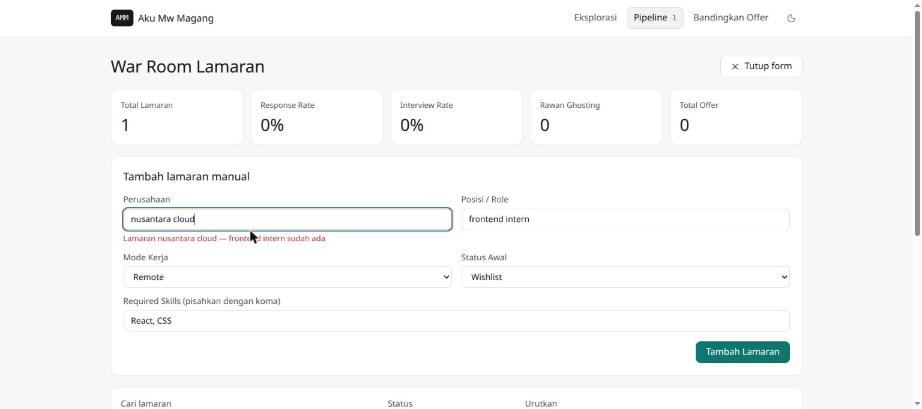 AMM Aku Mw Magang Eksplorasi Pipeline 1 Bandingkan Offer
War Room Lamaran Tutup form
Total Lamaran Response Rate Interview Rate Rawan Ghosting Total Offer
1 0% 0% 0 0
Tambah lamaran manual
Perusahaan Posisi / Role
nusantara cloud frontend intern
Lamaran nusantara cloud — frontend intern sudah ada
Mode Kerja Status Awal
Remote Wishlist
Required Skills (pisahkan dengan koma)
React, CSS
Tambah Lamaran
Cari lamaran Status Urutkan